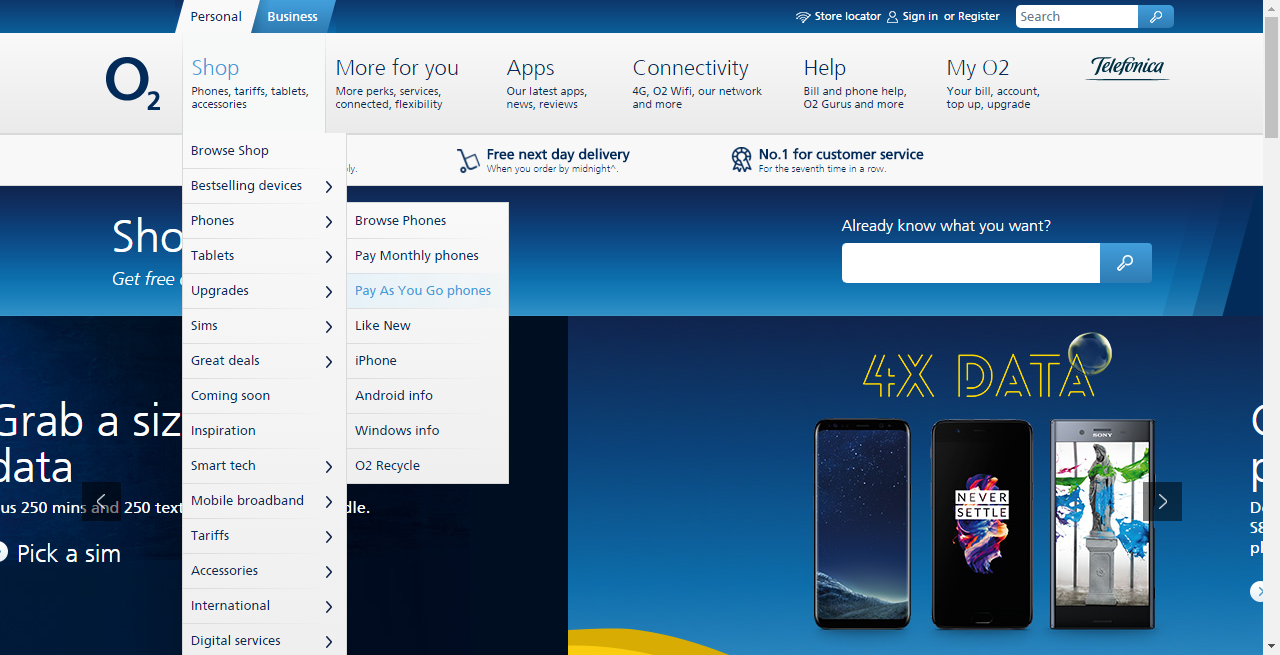 Personal
Business
Store locator
Sign in or Register
Search
O2
Shop
Phones, tariffs, tablets,
accessories
More for you
More perks, services,
connected, flexibility
Apps
Our latest apps,
news, reviews
Connectivity
4G, O2 Wifi, our network
and more
Help
Bill and phone help,
O2 Gurus and more
My O2
Your bill, account,
top up, upgrade
Telefónica
Browse Shop
Bestselling devices
Phones
Tablets
Upgrades
Sims
Great deals
Coming soon
Inspiration
Smart tech
Mobile broadband
Tariffs
Accessories
International
Digital services
Browse Phones
Pay Monthly phones
Pay As You Go phones
Like New
iPhone
Android info
Windows info
O2 Recycle
Free next day delivery
When you order by midnight^.
No.1 for customer service
For the seventh time in a row.
Sho
Get free
Already know what you want?
Grab a siz
data
us 250 mins and 250 text
dle.
Pick a sim
4X DATA
NEVER
SETTLE
SONY